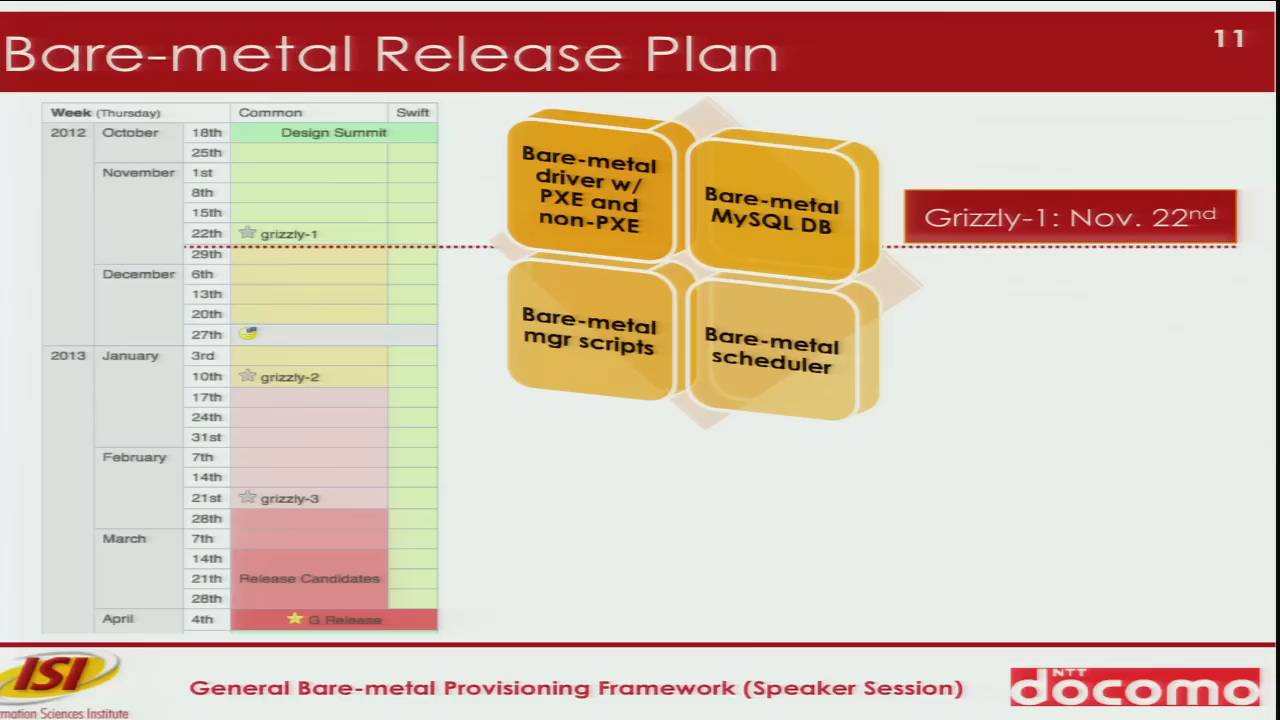 Bare-metal Release Plan
11
Week (Thursday) Common Swift
2012 October 18th Design Summit
25th
November 1st
8th
15th
22th grizzly-1
29th
December 6th
13th
20th
27th
2013 January 3rd
10th grizzly-2
17th
24th
31st
February 7th
14th
21st grizzly-3
28th
March 7th
14th
21th Release Candidates
28th
April 4th G Release
Bare-metal
driver w/
PXE and
non-PXE
Bare-metal
MySQL DB
Bare-metal
mgr scripts
Bare-metal
scheduler
Grizzly-1: Nov. 22nd
ISI
rmation Sciences Institute
General Bare-metal Provisioning Framework (Speaker Session)
NTT
docomo